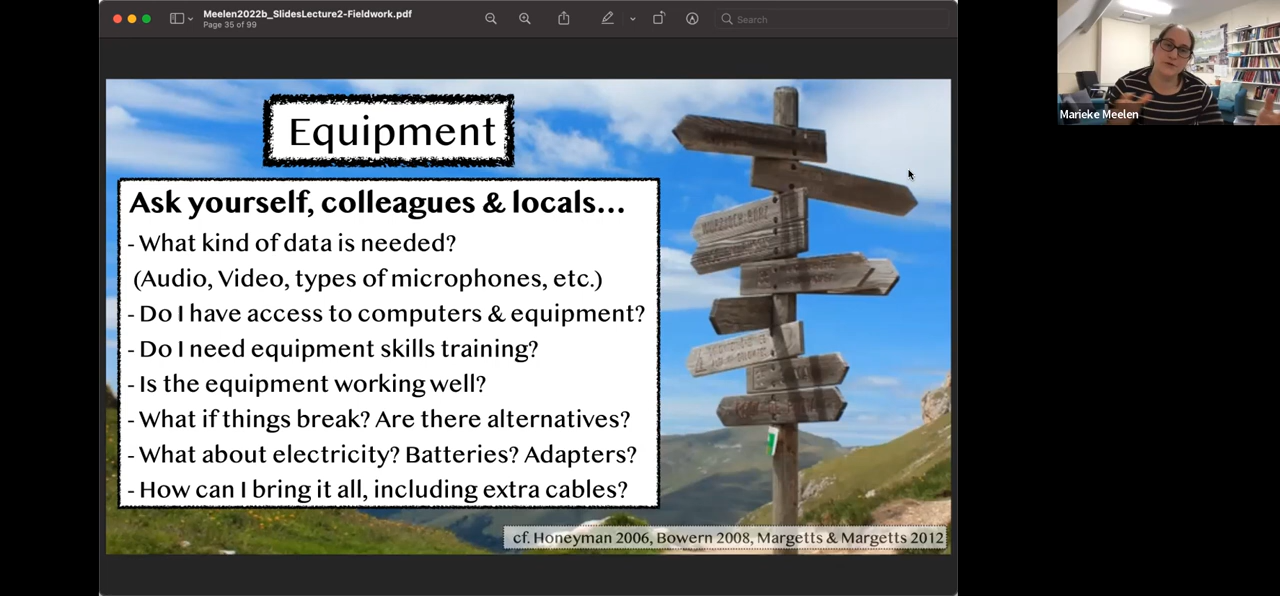 Meelen2022b_SlidesLecture2-Fieldwork.pdf
Page 35 of 99
Search
Marieke Meelen
Equipment
Ask yourself, colleagues & locals...
- What kind of data is needed?
(Audio, Video, types of microphones, etc.)
- Do I have access to computers & equipment?
- Do I need equipment skills training?
- Is the equipment working well?
- What if things break? Are there alternatives?
- What about electricity? Batteries? Adapters?
- How can I bring it all, including extra cables?
cf. Honeyman 2006, Bowern 2008, Margetts & Margetts 2012